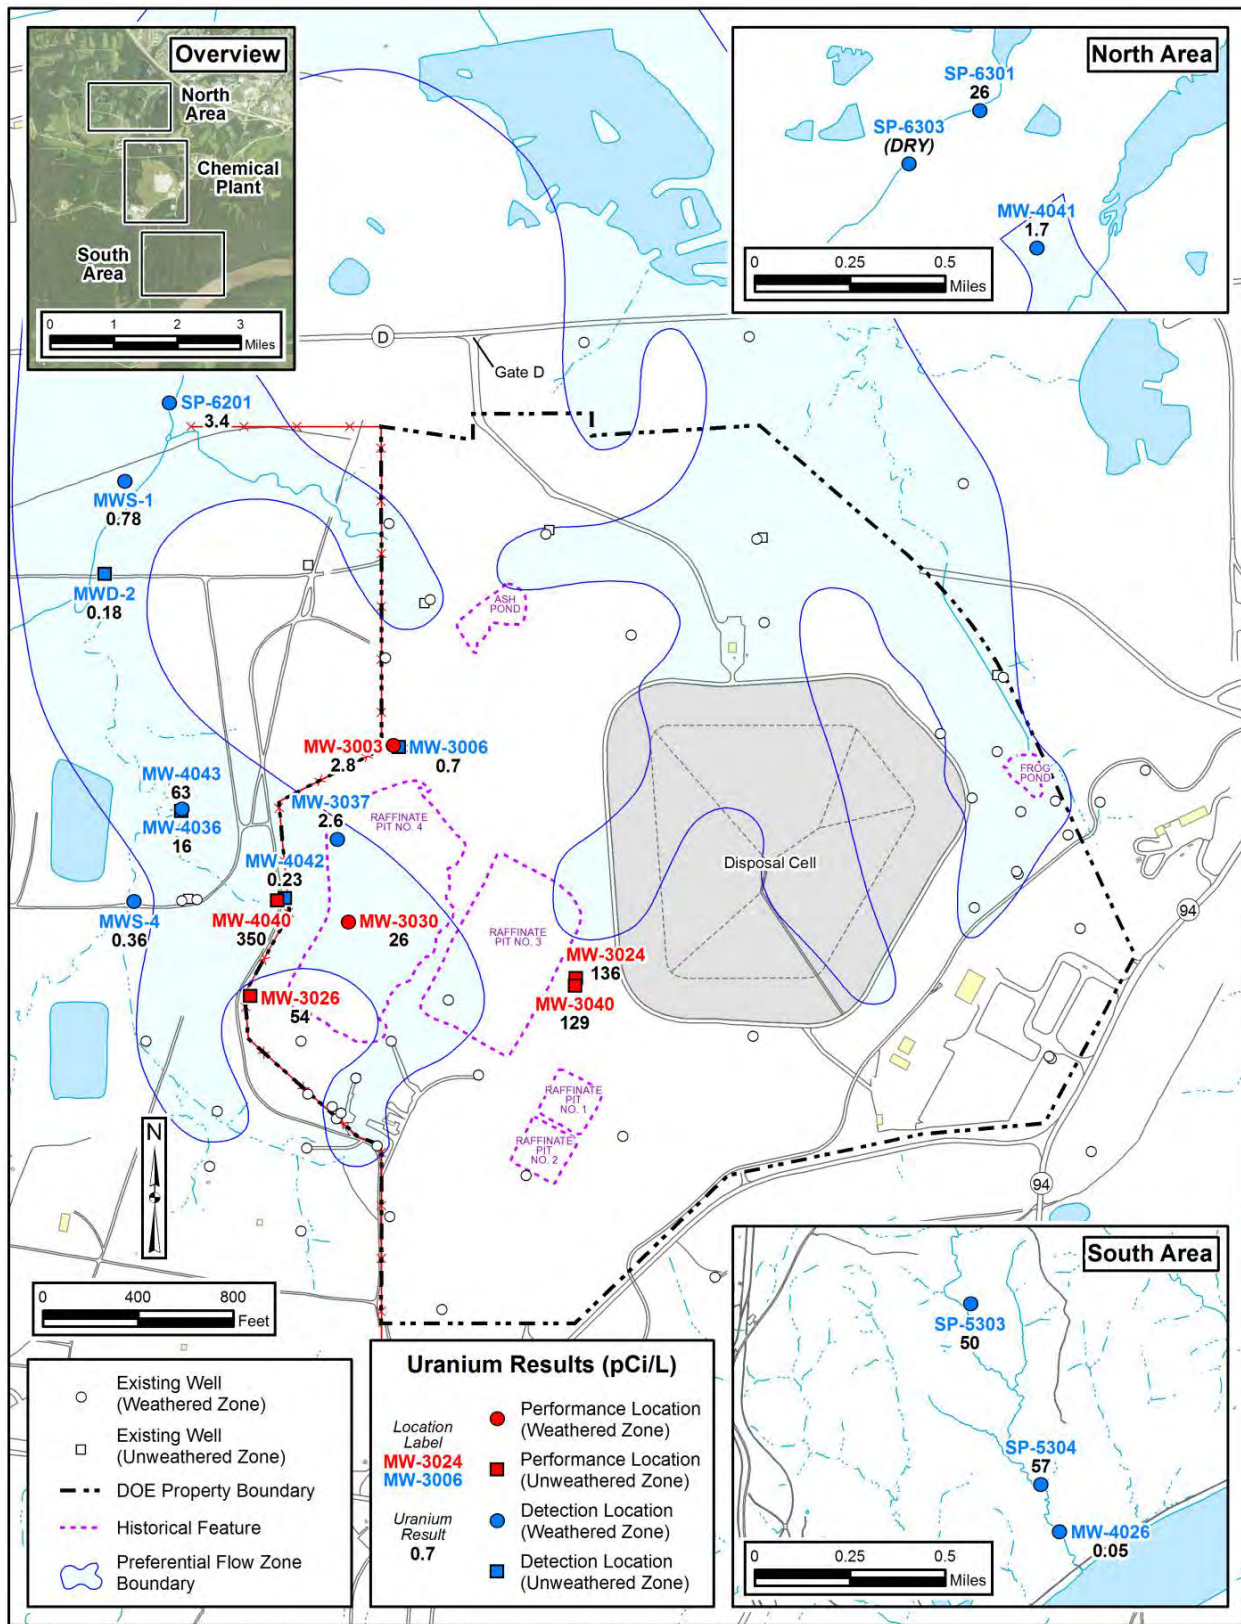 Overview
North
Area
Chemical
Plant
South
Area
0 1 2 3
Miles
North Area
SP-6301
26
SP-6303
(DRY)
MW-4041
1.7
0 0.25 0.5
Miles
D
Gate D
SP-6201
3.4
MWS-1
0.78
MWD-2
0.18
ASH
POND
MW-3003
2.8
MW-3006
0.7
FROG
POND
MW-4043
63
MW-4036
16
MW-3037
2.6
RAFFINATE
PIT NO. 4
MW-4042
0.23
Disposal Cell
MWS-4
0.36
MW-4040
350
MW-3030
26
RAFFINATE
PIT NO. 3
94
MW-3024
136
MW-3040
129
MW-3026
54
RAFFINATE
PIT
NO. 1
RAFFINATE
PIT
NO. 2
N
94
0 400 800
Feet
South Area
SP-5303
50
SP-5304
57
MW-4026
0.05
0 0.25 0.5
Miles
Existing Well
(Weathered Zone)
Existing Well
(Unweathered Zone)
DOE Property Boundary
Historical Feature
Preferential Flow Zone
Boundary
Uranium Results (pCi/L)
Location
Label
MW-3024
MW-3006
Uranium
Result
0.7
Performance Location
(Weathered Zone)
Performance Location
(Unweathered Zone)
Detection Location
(Weathered Zone)
Detection Location
(Unweathered Zone)